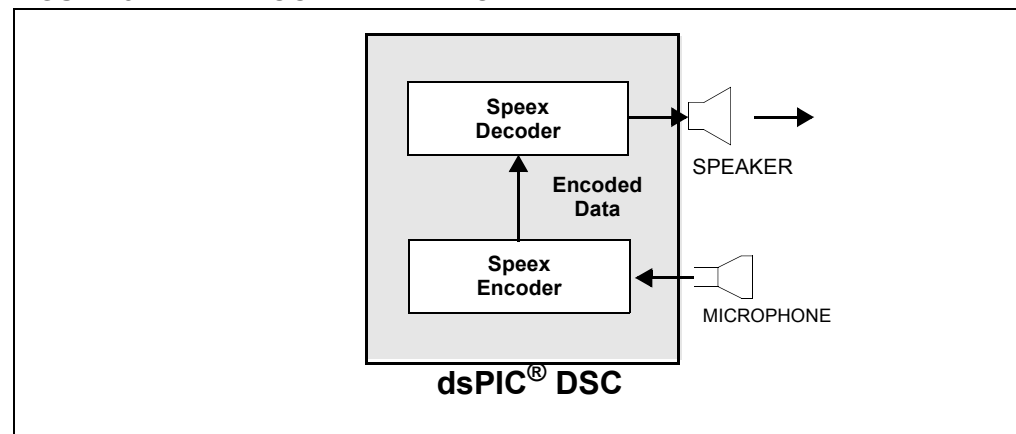 Speex
Decoder
SPEAKER
Encoded
Data
Speex
Encoder
MICROPHONE
dsPIC® DSC